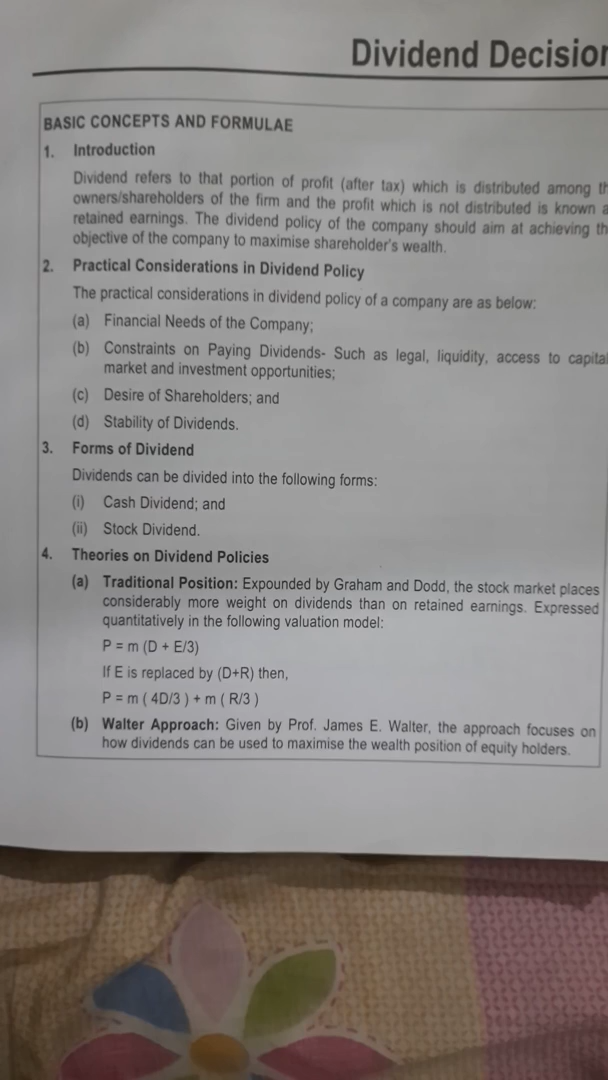 Dividend Decision
BASIC CONCEPTS AND FORMULAE
1. Introduction
Dividend refers to that portion of profit (after tax) which is distributed among th
owners/shareholders of the firm and the profit which is not distributed is known a
retained earnings. The dividend policy of the company should aim at achieving th
objective of the company to maximise shareholder's wealth.
2. Practical Considerations in Dividend Policy
The practical considerations in dividend policy of a company are as below:
(a) Financial Needs of the Company;
(b) Constraints on Paying Dividends- Such as legal, liquidity, access to capital
market and investment opportunities;
(c) Desire of Shareholders; and
(d) Stability of Dividends.
3. Forms of Dividend
Dividends can be divided into the following forms:
(i) Cash Dividend; and
(ii) Stock Dividend.
4. Theories on Dividend Policies
(a) Traditional Position: Expounded by Graham and Dodd, the stock market places
considerably more weight on dividends than on retained earnings. Expressed
quantitatively in the following valuation model:
P = m (D + E/3)
If E is replaced by (D+R) then,
P = m ( 4D/3 ) + m ( R/3 )
(b) Walter Approach: Given by Prof. James E. Walter, the approach focuses on
how dividends can be used to maximise the wealth position of equity holders.